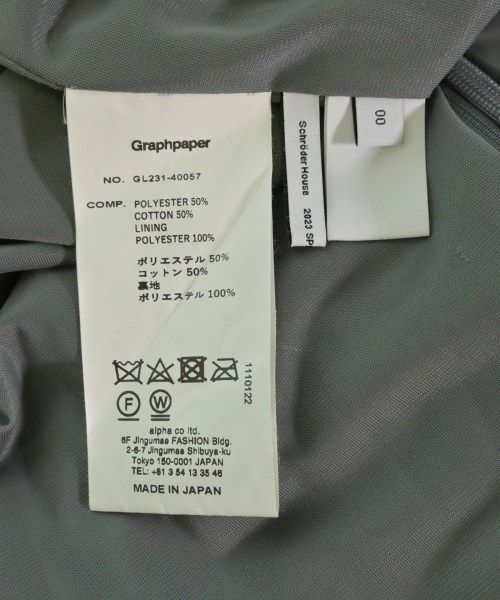 Graphpaper
NO. GL231-40057
COMP. POLYESTER 50%
COTTON 50%
LINING
POLYESTER 100%
ポリエステル 50%
コットン 50%
裏地
ポリエステル 100%
F W
1110122
alpha co ltd.
6F Jingumae FASHION Bldg.
2-6-7 Jingumae Shibuya-ku
Tokyo 150-0001 JAPAN
TEL: +81 3 54 13 35 46
MADE IN JAPAN
Schröder House 2023 SP
00